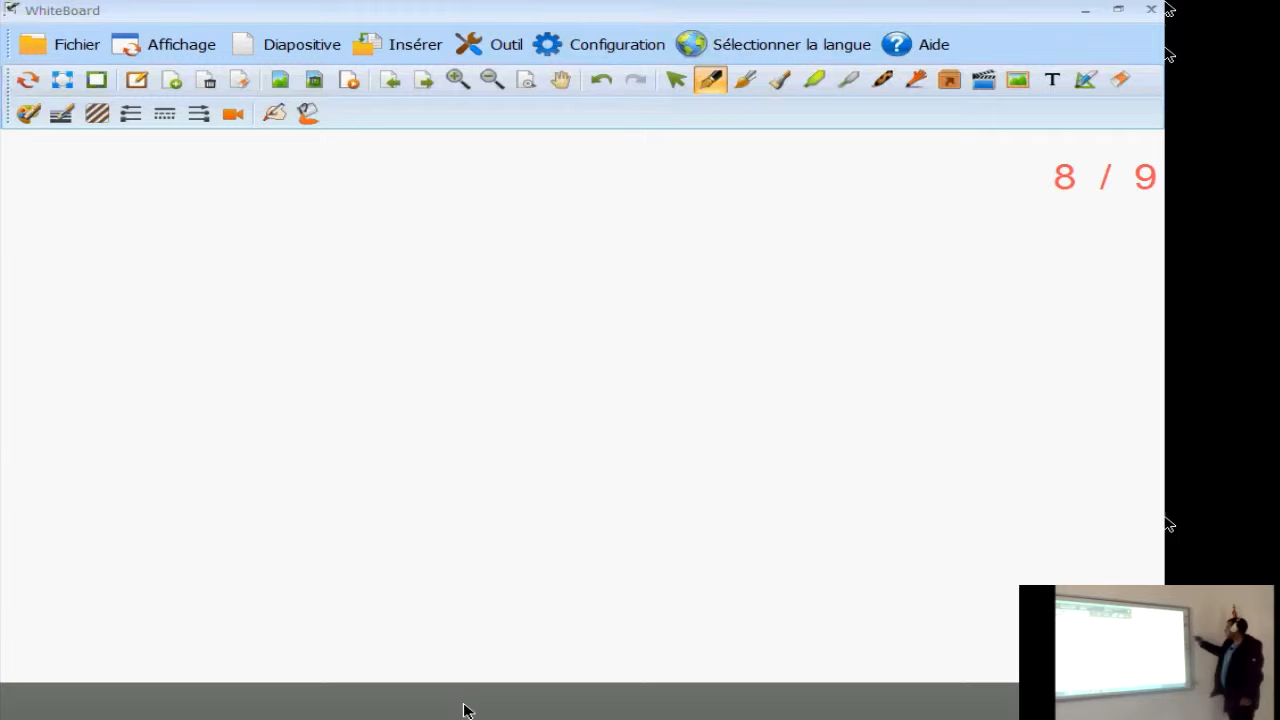 WhiteBoard
Fichier Affichage Diapositive Insérer Outil Configuration Sélectionner la langue Aide
T
8 / 9